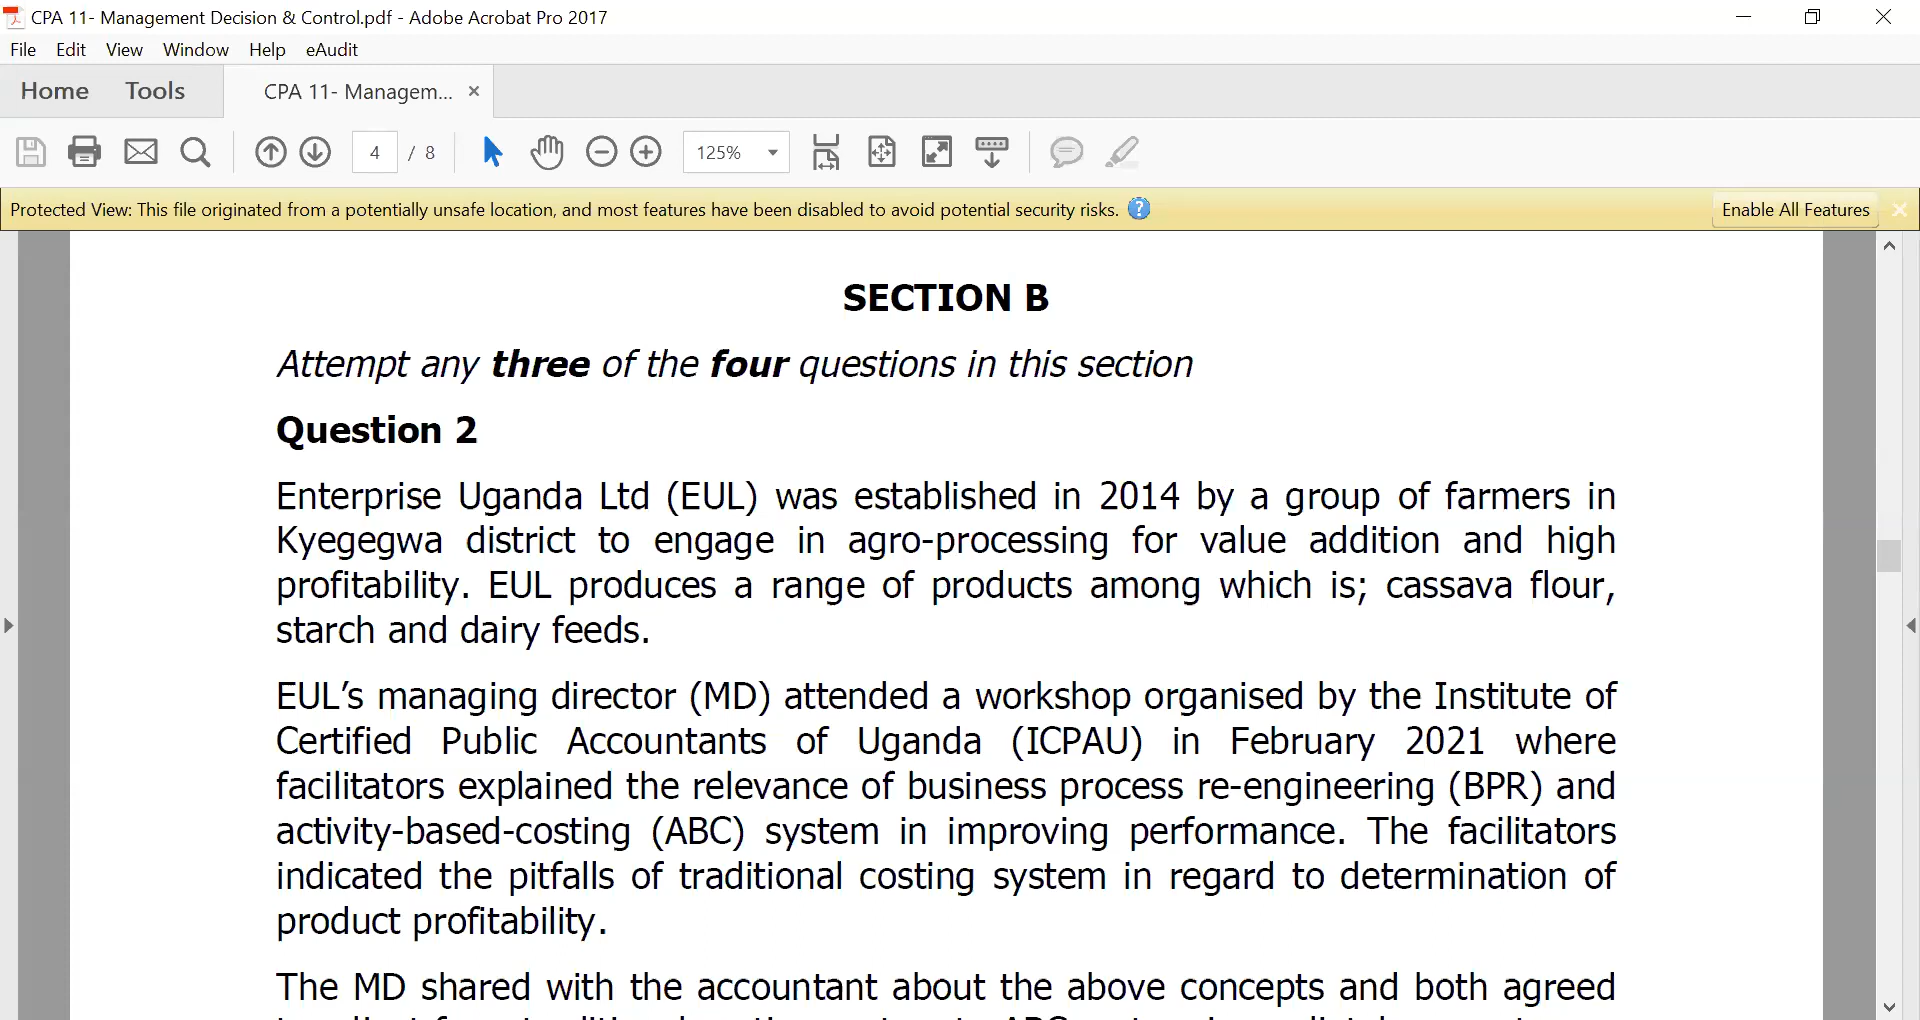 CPA 11- Management Decision & Control.pdf - Adobe Acrobat Pro 2017
File Edit View Window Help eAudit
Home Tools CPA 11- Managem... ×
4 / 8 125%
Protected View: This file originated from a potentially unsafe location, and most features have been disabled to avoid potential security risks. ? Enable All Features
SECTION B
Attempt any three of the four questions in this section
Question 2
Enterprise Uganda Ltd (EUL) was established in 2014 by a group of farmers in
Kyegegwa district to engage in agro-processing for value addition and high
profitability. EUL produces a range of products among which is; cassava flour,
starch and dairy feeds.
EUL’s managing director (MD) attended a workshop organised by the Institute of
Certified Public Accountants of Uganda (ICPAU) in February 2021 where
facilitators explained the relevance of business process re-engineering (BPR) and
activity-based-costing (ABC) system in improving performance. The facilitators
indicated the pitfalls of traditional costing system in regard to determination of
product profitability.
The MD shared with the accountant about the above concepts and both agreed